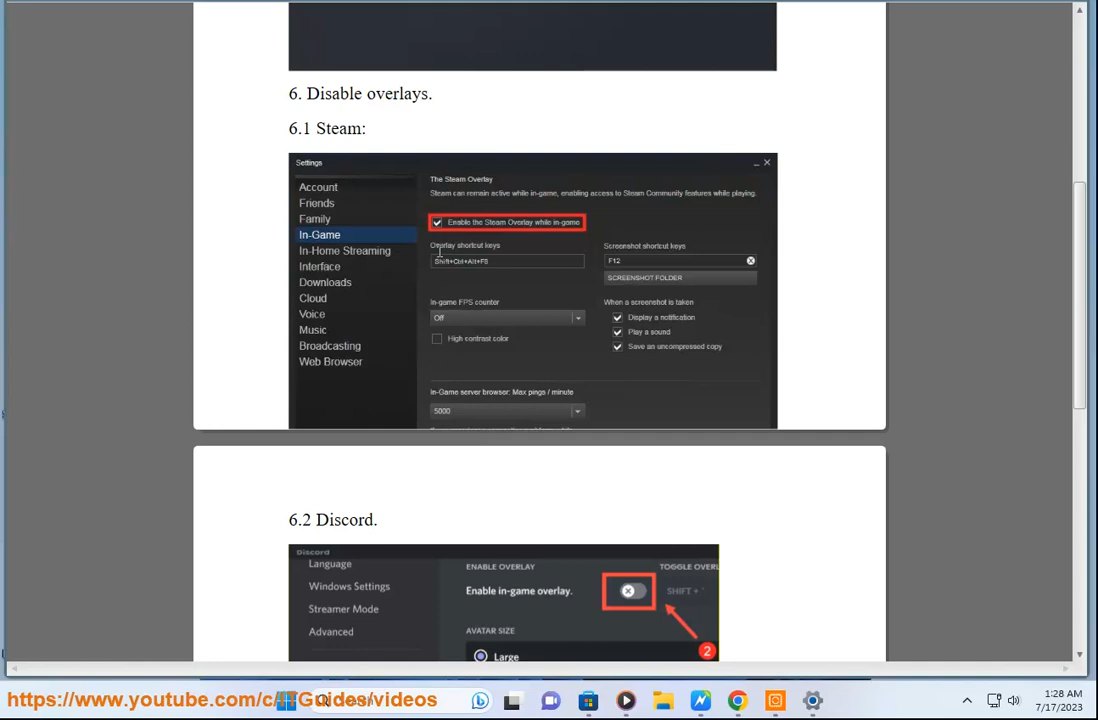 6. Disable overlays.
6.1 Steam:
Settings
Account
Friends
Family
In-Game
In-Home Streaming
Interface
Downloads
Cloud
Voice
Music
Broadcasting
Web Browser
The Steam Overlay
Steam can remain active while in-game, enabling access to Steam Community features while playing.
Enable the Steam Overlay while in-game
Overlay shortcut keys
Shift+Ctrl+Alt+F8
Screenshot shortcut keys
F12
SCREENSHOT FOLDER
In-game FPS counter
Off
High contrast color
When a screenshot is taken
Display a notification
Play a sound
Save an uncompressed copy
In-Game server browser: Max pings / minute
5000
6.2 Discord.
Discord
Language
Windows Settings
Streamer Mode
Advanced
ENABLE OVERLAY
Enable in-game overlay.
TOGGLE OVERL
SHIFT + `
2
AVATAR SIZE
Large
https://www.youtube.com/c/ITGuides/videos
1:28 AM
7/17/2023